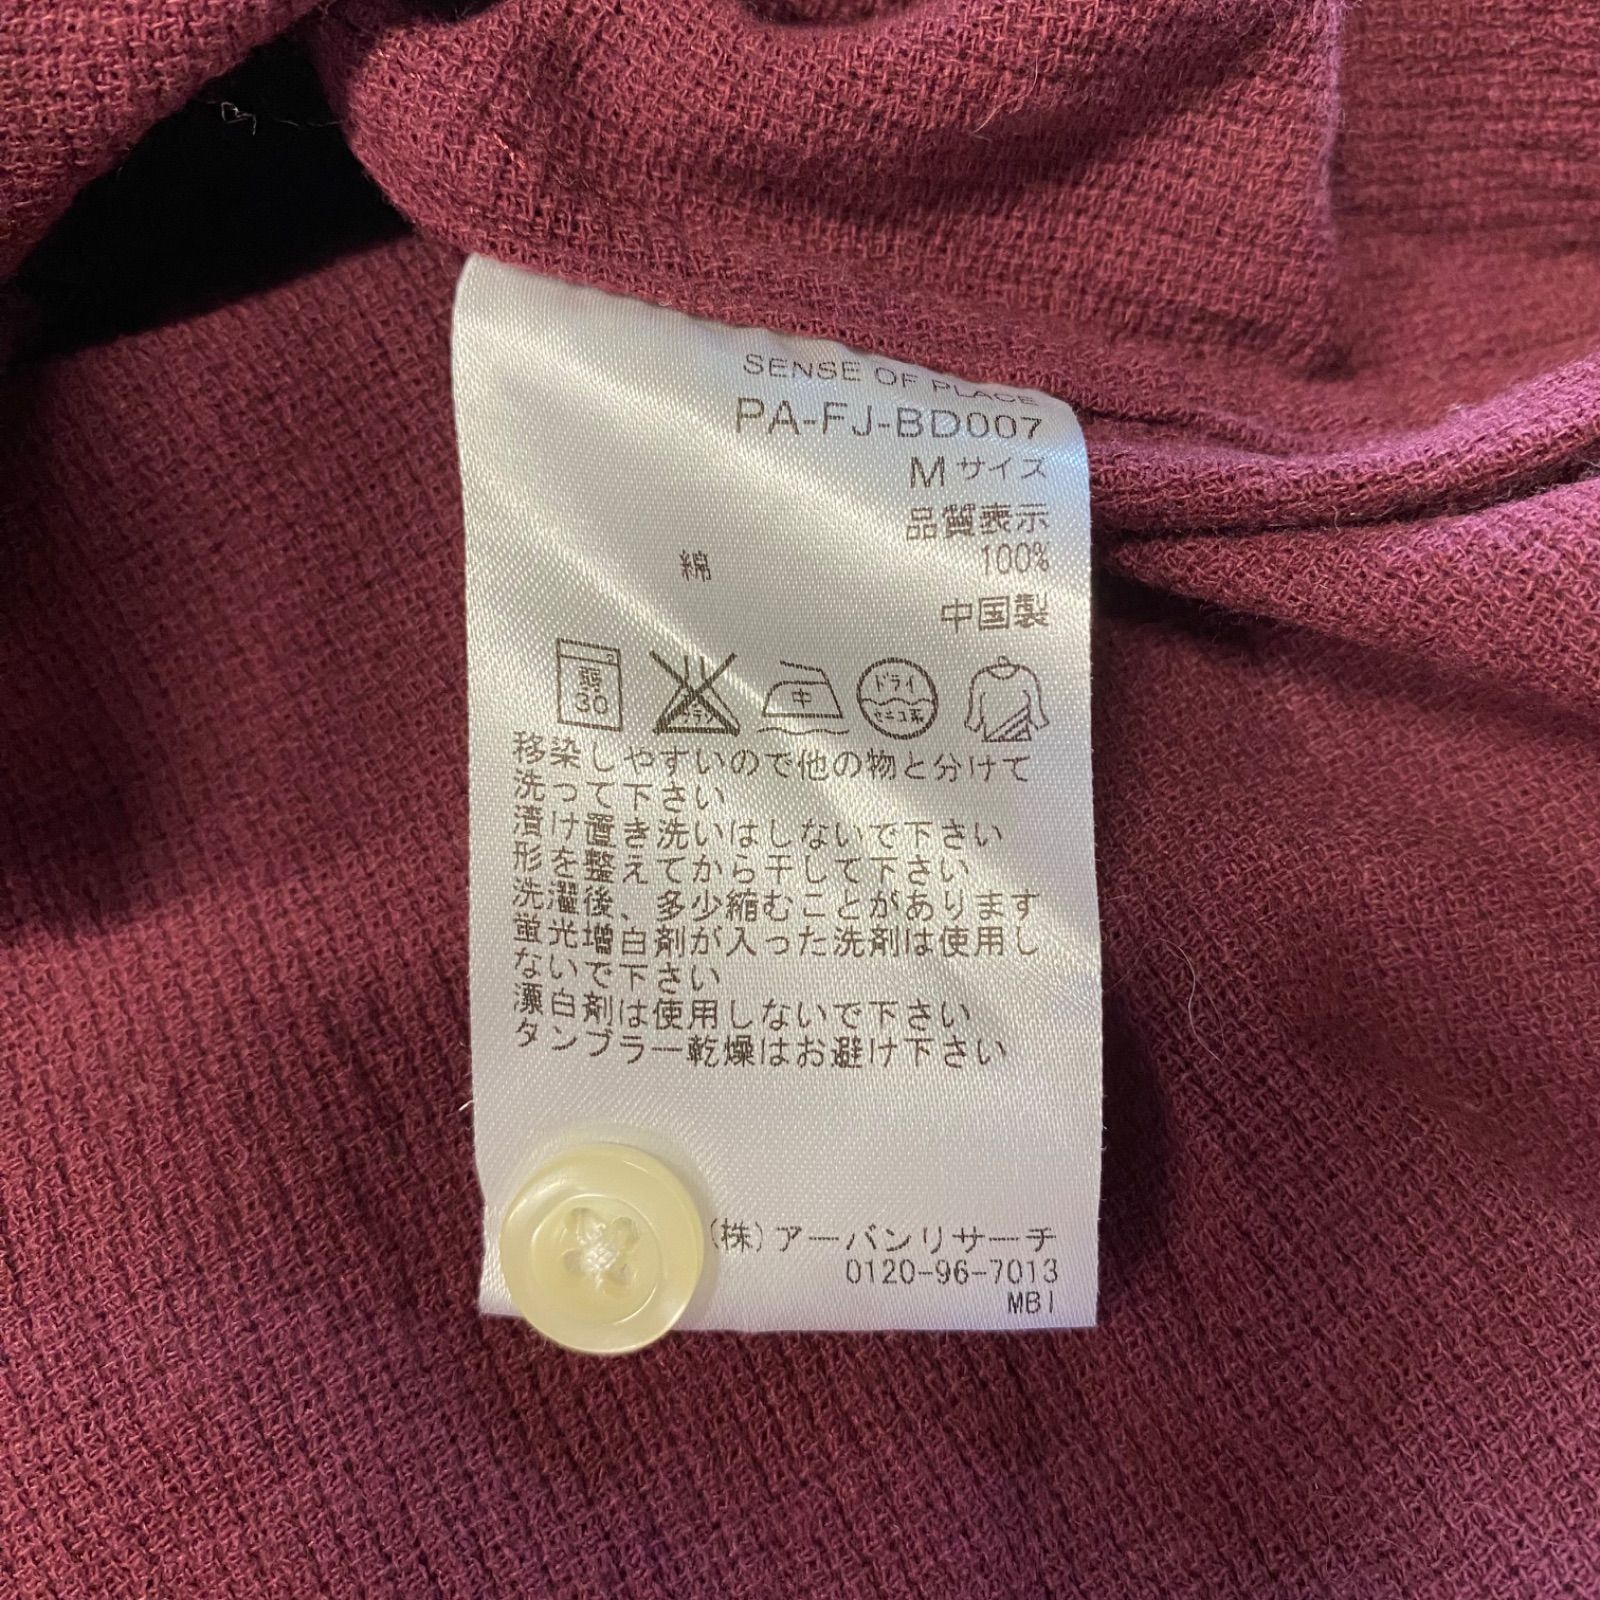 SENSE OF PLACE
PA-FJ-BD007
M サイズ
品質表示
綿 100%
中国製
弱
30
中
ドライ
セキユ系
移染しやすいので他の物と分けて
洗って下さい
漬け置き洗いはしないで下さい
形を整えてから干して下さい
洗濯後、多少縮むことがあります
蛍光増白剤が入った洗剤は使用し
ないで下さい
漂白剤は使用しないで下さい
タンブラー乾燥はお避け下さい
(株)アーバンリサーチ
0120-96-7013
MBI